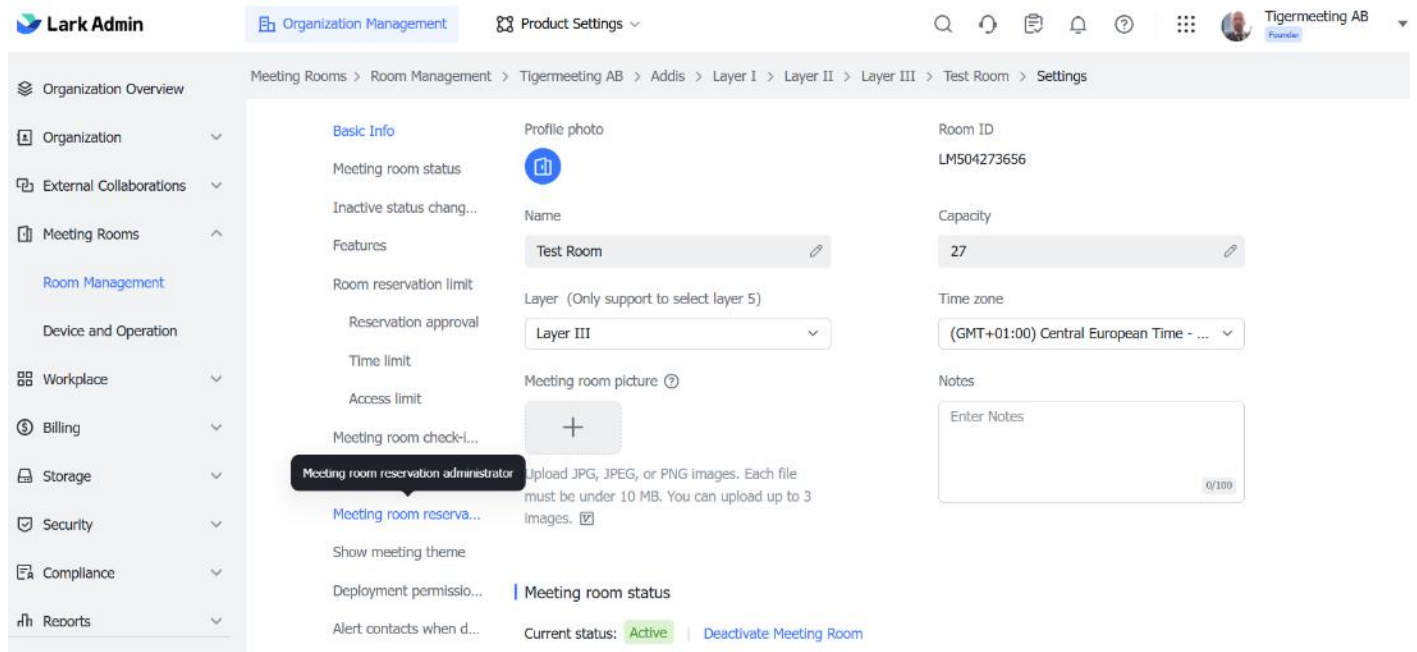 Lark Admin
Organization Management
Product Settings
Tigermeeting AB
Founder
Organization Overview
Organization
External Collaborations
Meeting Rooms
Room Management
Device and Operation
Workplace
Billing
Storage
Security
Compliance
Reports
Meeting Rooms > Room Management > Tigermeeting AB > Addis > Layer I > Layer II > Layer III > Test Room > Settings
Basic Info
Meeting room status
Inactive status chang...
Features
Room reservation limit
Reservation approval
Time limit
Access limit
Meeting room check-i...
Meeting room reservation administrator
Meeting room reserva...
Show meeting theme
Deployment permissio...
Alert contacts when d...
Profile photo
Room ID
LM504273656
Name
Test Room
Capacity
27
Layer (Only support to select layer 5)
Layer III
Time zone
(GMT+01:00) Central European Time - ...
Meeting room picture
Upload JPG, JPEG, or PNG images. Each file
must be under 10 MB. You can upload up to 3
images.
Notes
Enter Notes
0/100
Meeting room status
Current status: Active | Deactivate Meeting Room